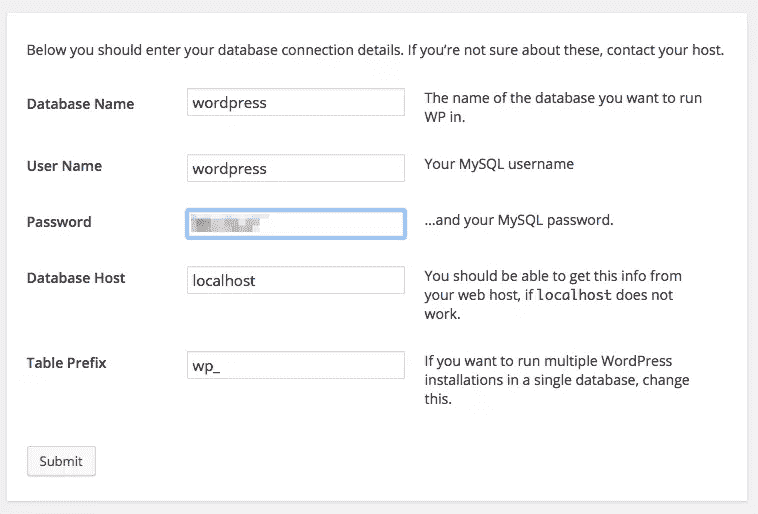 Below you should enter your database connection details. If you’re not sure about these, contact your host.
Database Name
wordpress
The name of the database you want to run
WP in.
User Name
wordpress
Your MySQL username
Password
...and your MySQL password.
Database Host
localhost
You should be able to get this info from
your web host, if localhost does not
work.
Table Prefix
wp_
If you want to run multiple WordPress
installations in a single database, change
this.
Submit